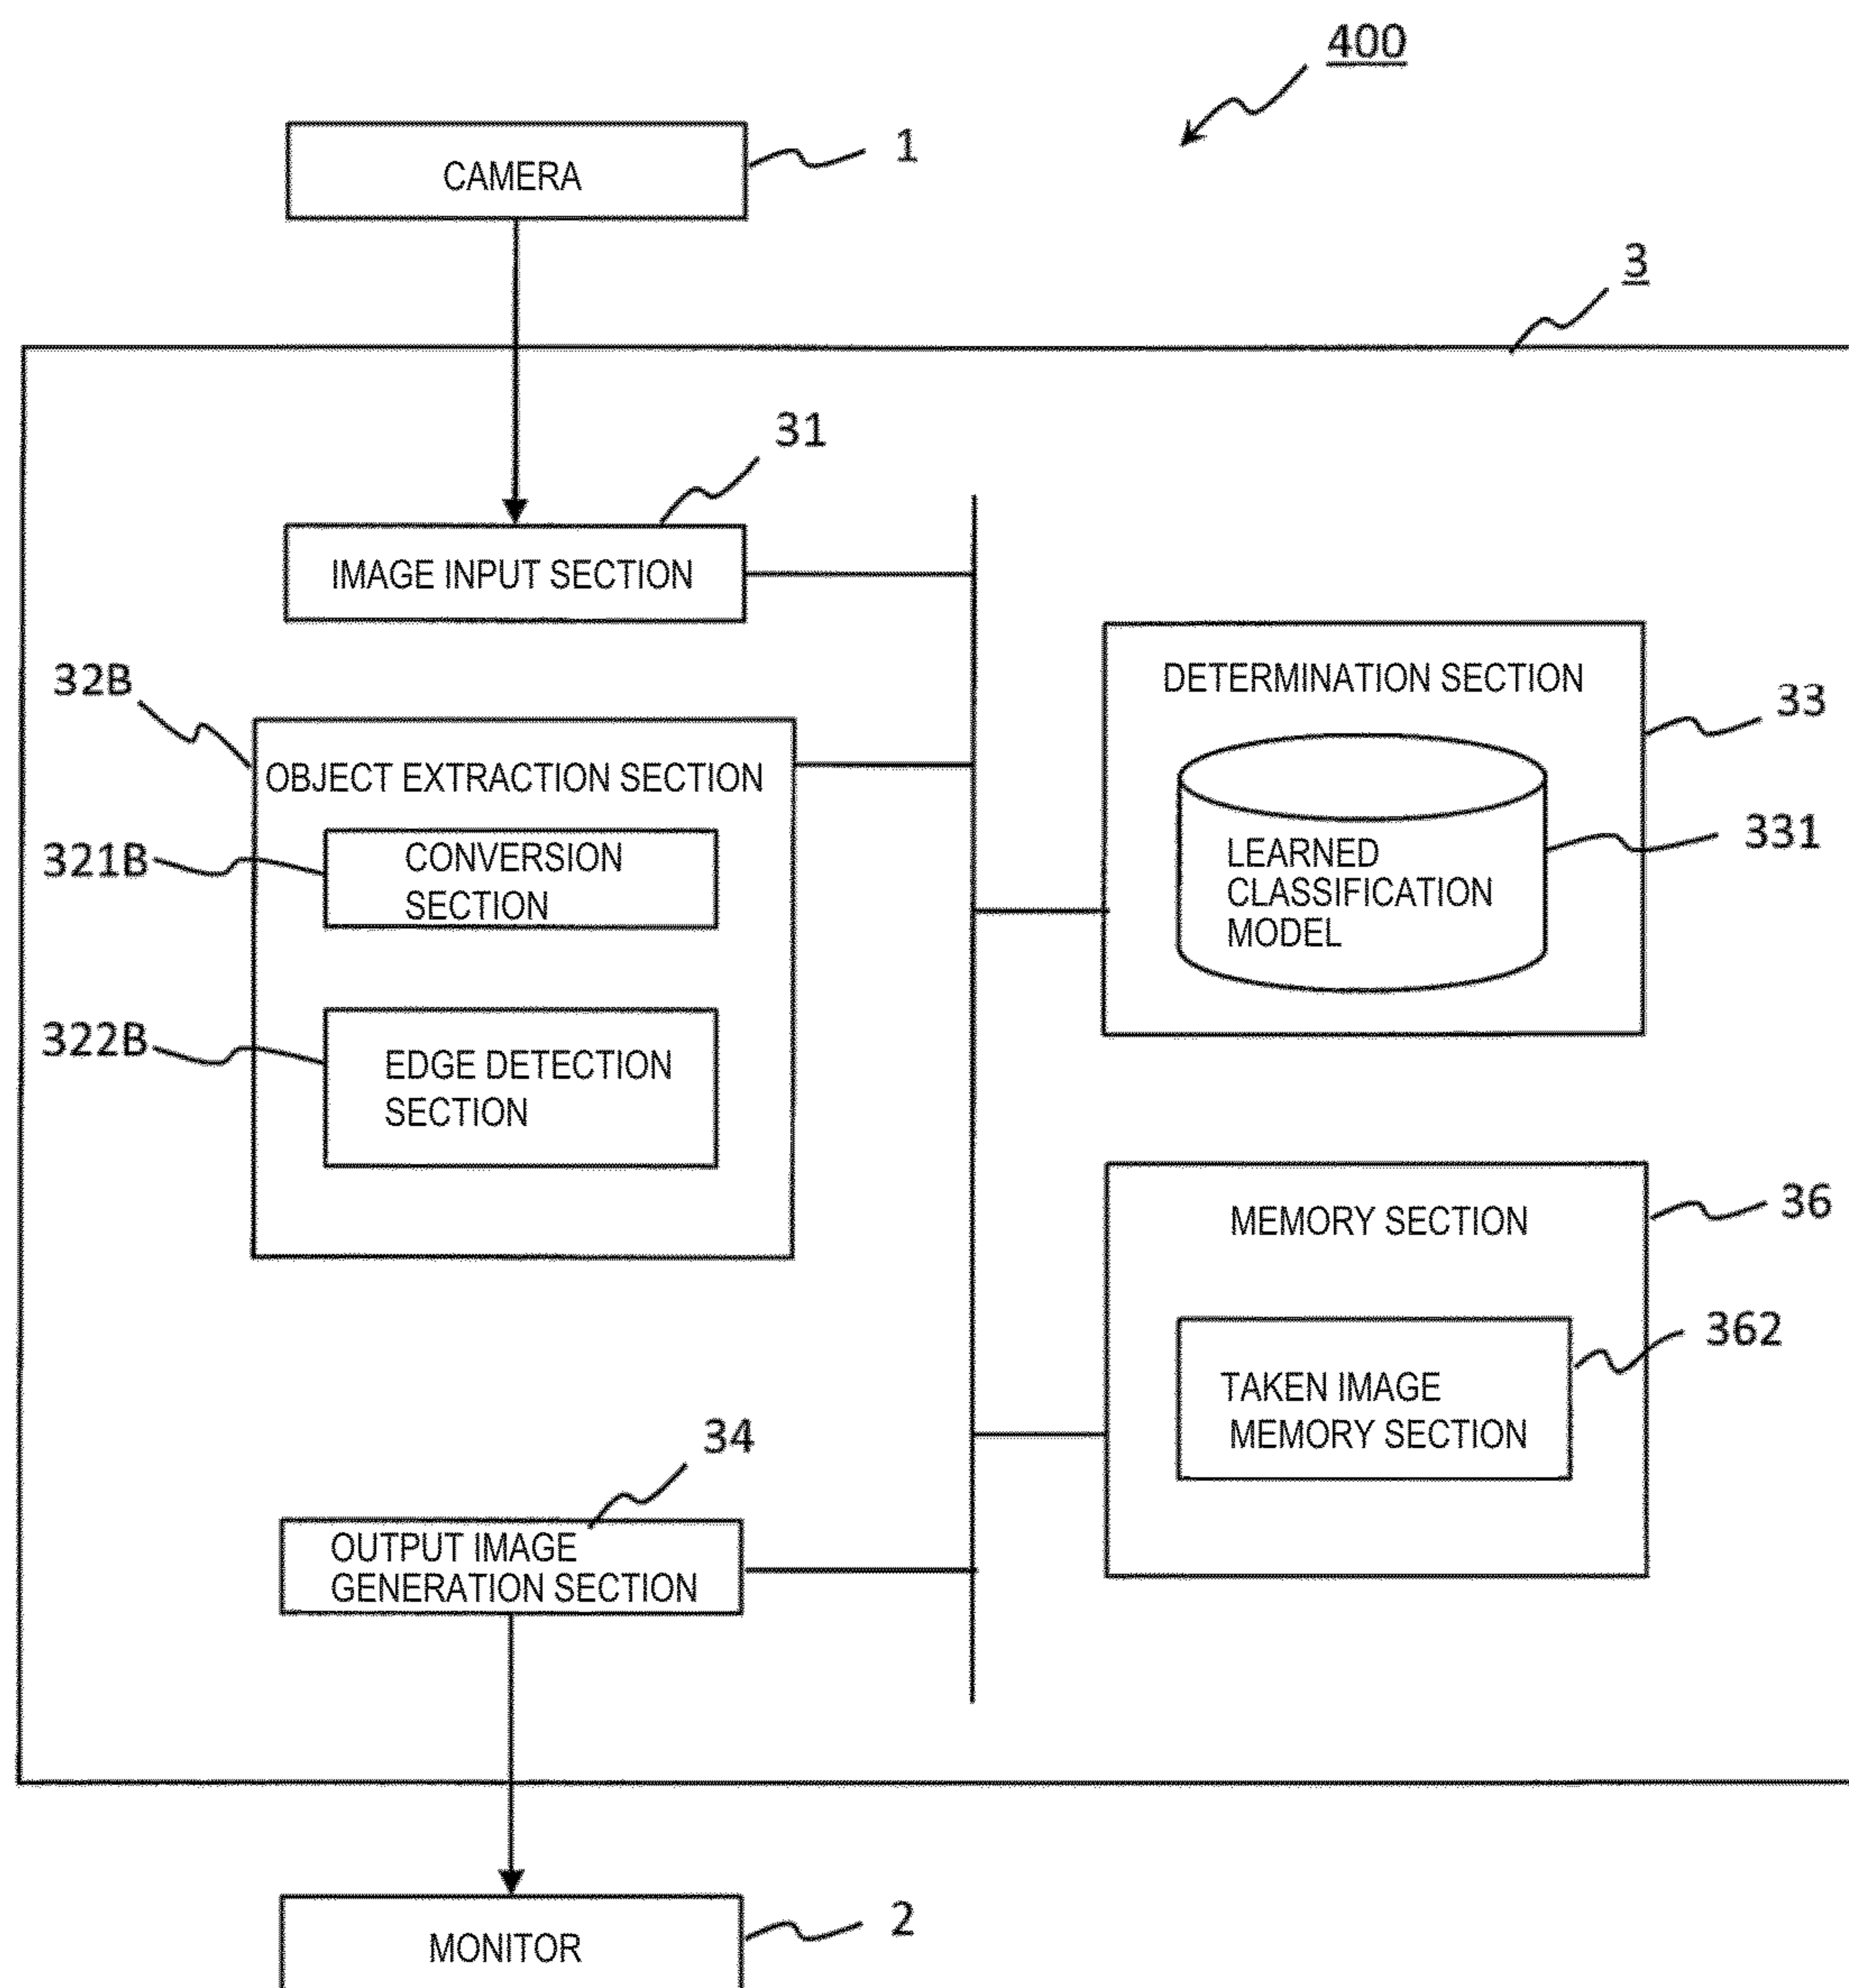 400
CAMERA
1
3
31
IMAGE INPUT SECTION
32B
OBJECT EXTRACTION SECTION
321B
CONVERSION
SECTION
322B
EDGE DETECTION
SECTION
DETERMINATION SECTION
33
LEARNED
CLASSIFICATION
MODEL
331
MEMORY SECTION
36
TAKEN IMAGE
MEMORY SECTION
362
34
OUTPUT IMAGE
GENERATION SECTION
MONITOR
2